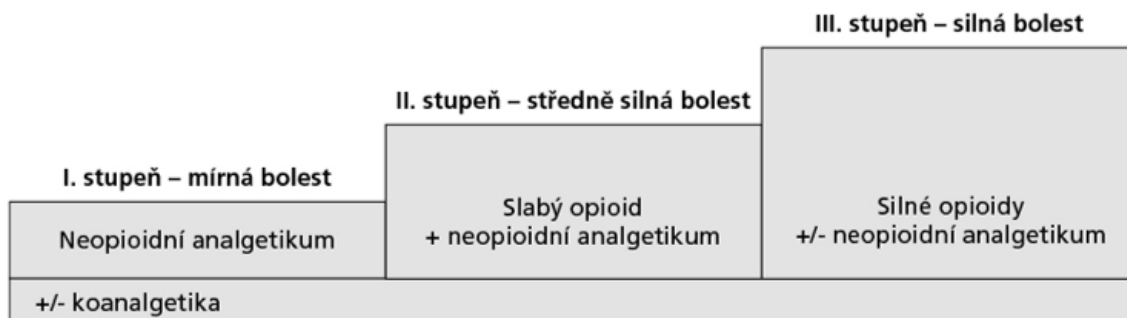 III. stupeň – silná bolest
II. stupeň – středně silná bolest
I. stupeň – mírná bolest
Neopioidní analgetikum
Slabý opioid
+ neopioidní analgetikum
Silné opioidy
+/- neopioidní analgetikum
+/- koanalgetika